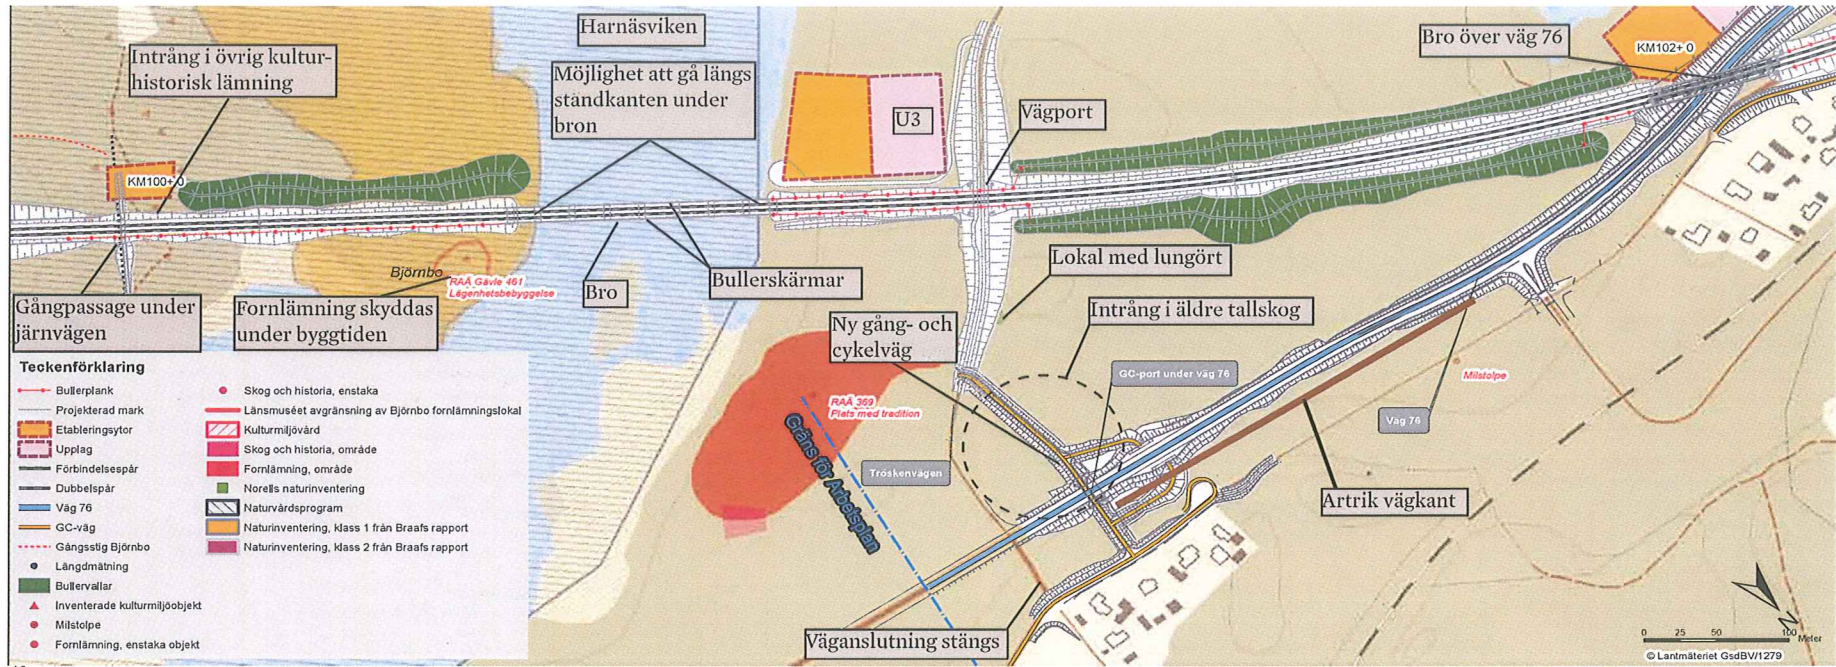 Harnäsviken
Bro över väg 76
KM102+ 0
Intrång i övrig kultur-
historisk lämning
Möjlighet att gå längs
standkanten under
bron
U3
Vägport
KM100+ 0
Björnbo
RAÄ Gävle 461
Lägenhetsbebyggelse
Gångpassage under
järnvägen
Fornlämning skyddas
under byggtiden
Bro
Bullerskärmar
Lokal med lungört
Intrång i äldre tallskog
Ny gång- och
cykelväg
GC-port under väg 76
Milstolpe
Väg 76
RAÄ 369
Plats med tradition
Gräns för Arbetsplan
Tröskenvägen
Artrik vägkant
Väganslutning stängs
Teckenförklaring
Bullerplank
Projekterad mark
Etableringsytor
Upplag
Förbindelsespår
Dubbelspår
Väg 76
GC-väg
Gångsstig Björnbo
Längdmätning
Bullervallar
Inventerade kulturmiljöobjekt
Milstolpe
Fornlämning, enstaka objekt
Skog och historia, enstaka
Länsmuséet avgränsning av Björnbo fornlämningslokal
Kulturmiljövård
Skog och historia, område
Fornlämning, område
Norells naturinventering
Naturvårdsprogram
Naturinventering, klass 1 från Braafs rapport
Naturinventering, klass 2 från Braafs rapport
N
0 25 50 100 Meter
© Lantmäteriet GsdBV/1279